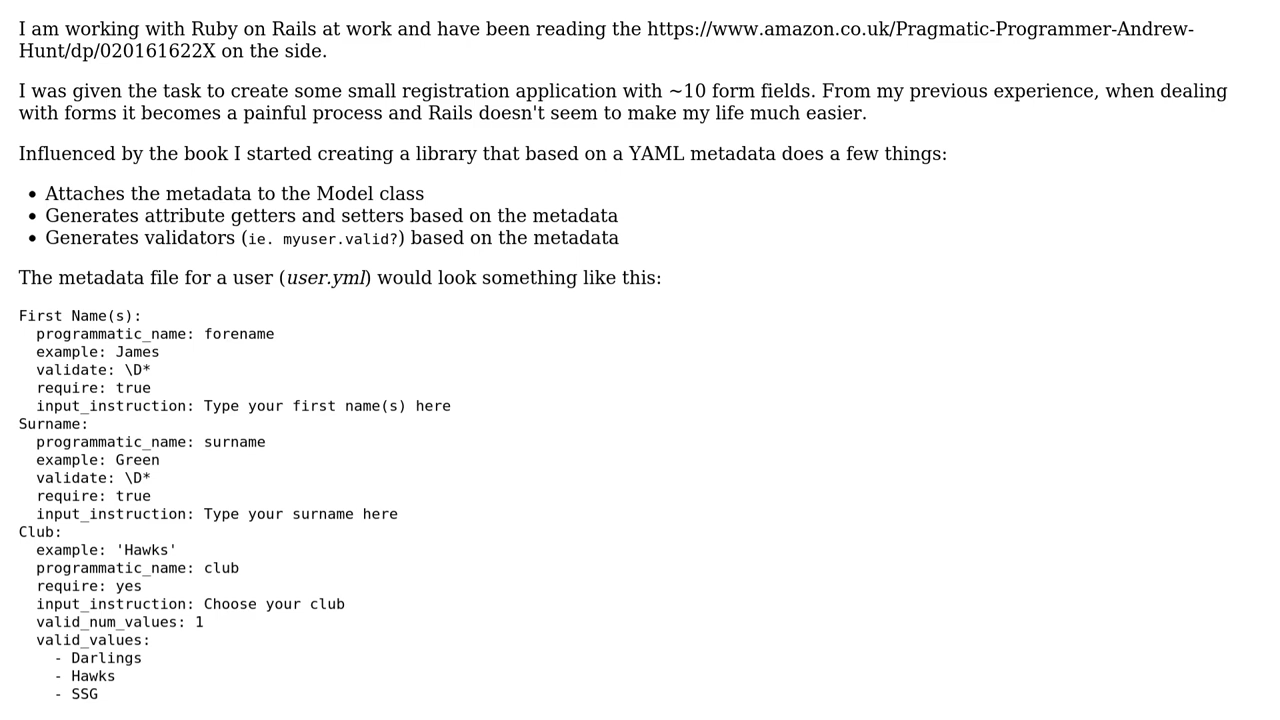 I am working with Ruby on Rails at work and have been reading the https://www.amazon.co.uk/Pragmatic-Programmer-Andrew-
Hunt/dp/020161622X on the side.
I was given the task to create some small registration application with ~10 form fields. From my previous experience, when dealing
with forms it becomes a painful process and Rails doesn't seem to make my life much easier.
Influenced by the book I started creating a library that based on a YAML metadata does a few things:
• Attaches the metadata to the Model class
• Generates attribute getters and setters based on the metadata
• Generates validators (ie. myuser.valid?) based on the metadata
The metadata file for a user (user.yml) would look something like this:
First Name(s):
  programmatic_name: forename
  example: James
  validate: \D*
  require: true
  input_instruction: Type your first name(s) here
Surname:
  programmatic_name: surname
  example: Green
  validate: \D*
  require: true
  input_instruction: Type your surname here
Club:
  example: 'Hawks'
  programmatic_name: club
  require: yes
  input_instruction: Choose your club
  valid_num_values: 1
  valid_values:
    - Darlings
    - Hawks
    - SSG